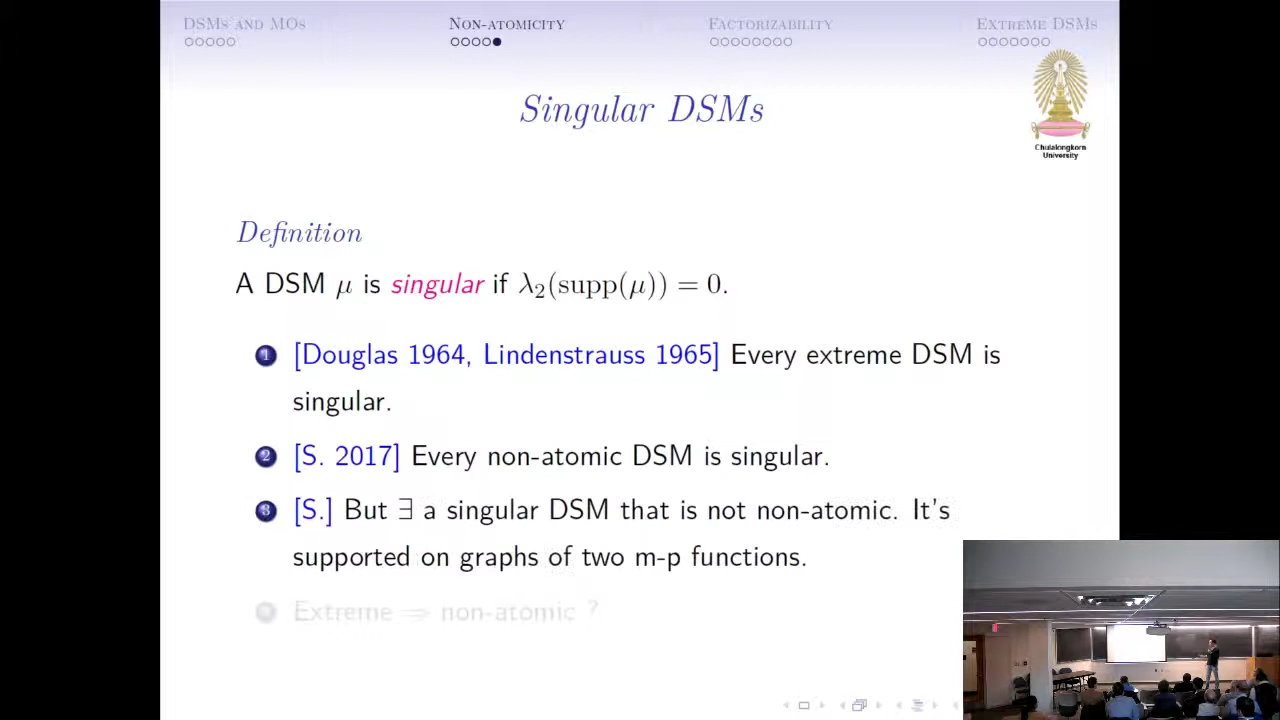 DSMs and MOs Non-atomicity Factorizability Extreme DSMs
Singular DSMs
Chulalongkorn
University
Definition
A DSM μ is singular if λ₂(supp(μ)) = 0.
1 [Douglas 1964, Lindenstrauss 1965] Every extreme DSM is
singular.
2 [S. 2017] Every non-atomic DSM is singular.
3 [S.] But ∃ a singular DSM that is not non-atomic. It's
supported on graphs of two m-p functions.
Extreme ⟹ non-atomic ?